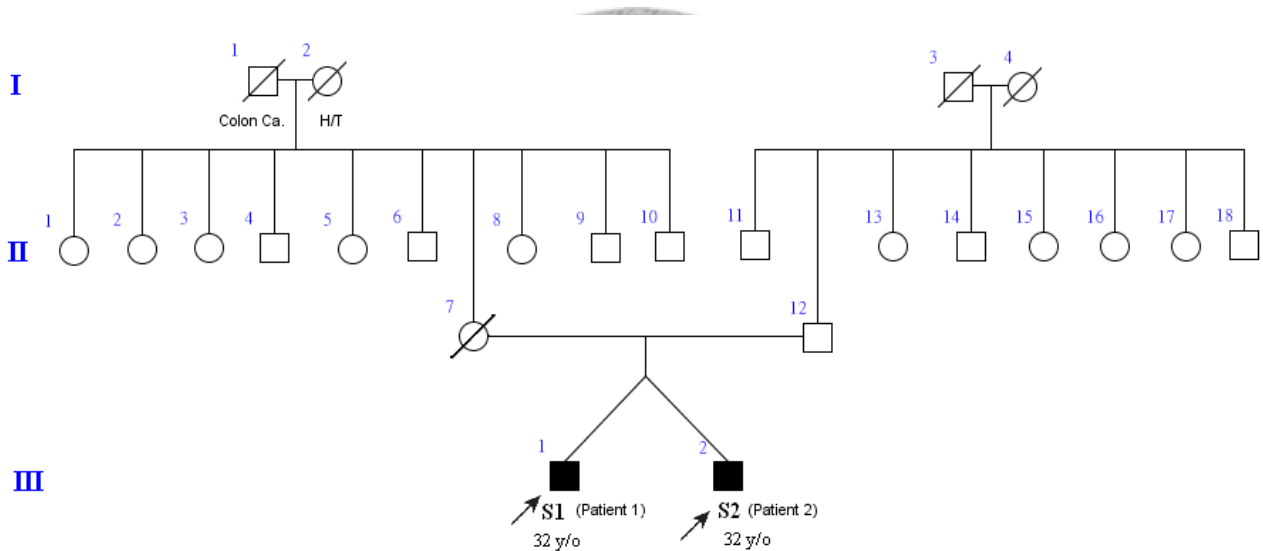 1 2 3 4
I
Colon Ca. H/T
1 2 3 4 5 6 8 9 10 11 13 14 15 16 17 18
II
7 12
1 2
III
S1 (Patient 1) S2 (Patient 2)
32 y/o 32 y/o